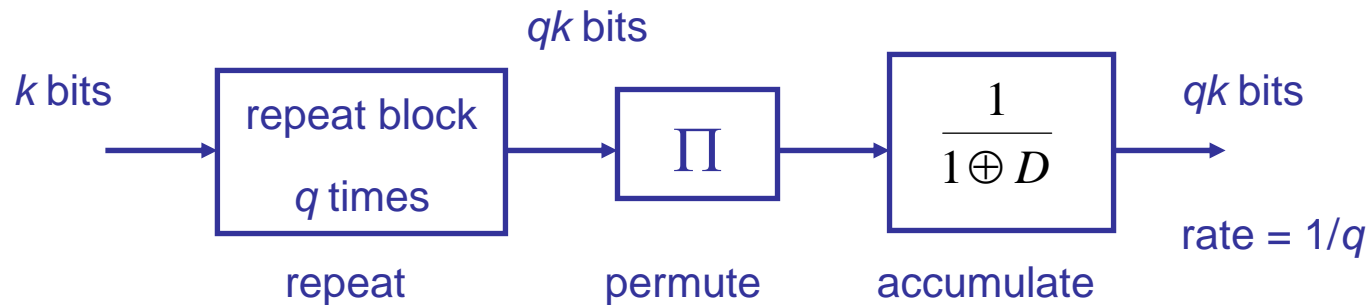 k bits
repeat block
q times
repeat
qk bits
Π
permute
1
1 ⊕ D
accumulate
qk bits
rate = 1/q